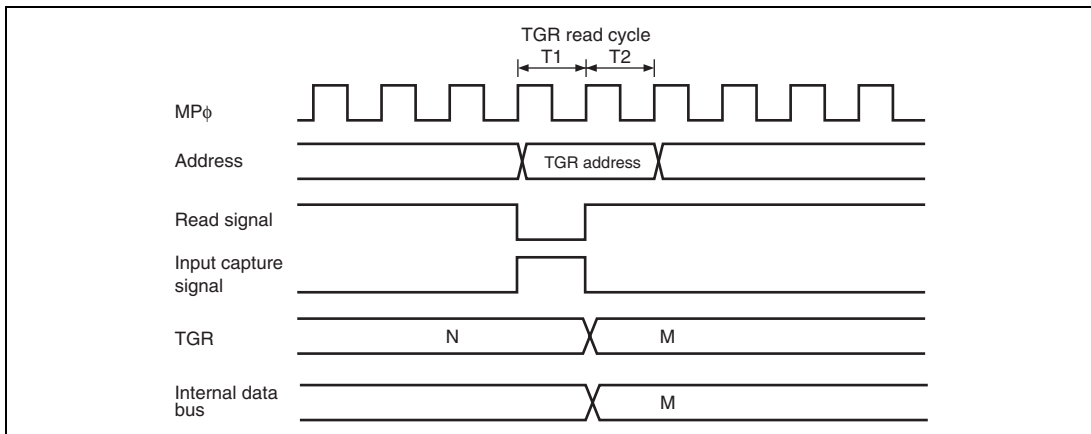 TGR read cycle
T1 T2
MPϕ
Address
TGR address
Read signal
Input capture
signal
TGR
N
M
Internal data
bus
M